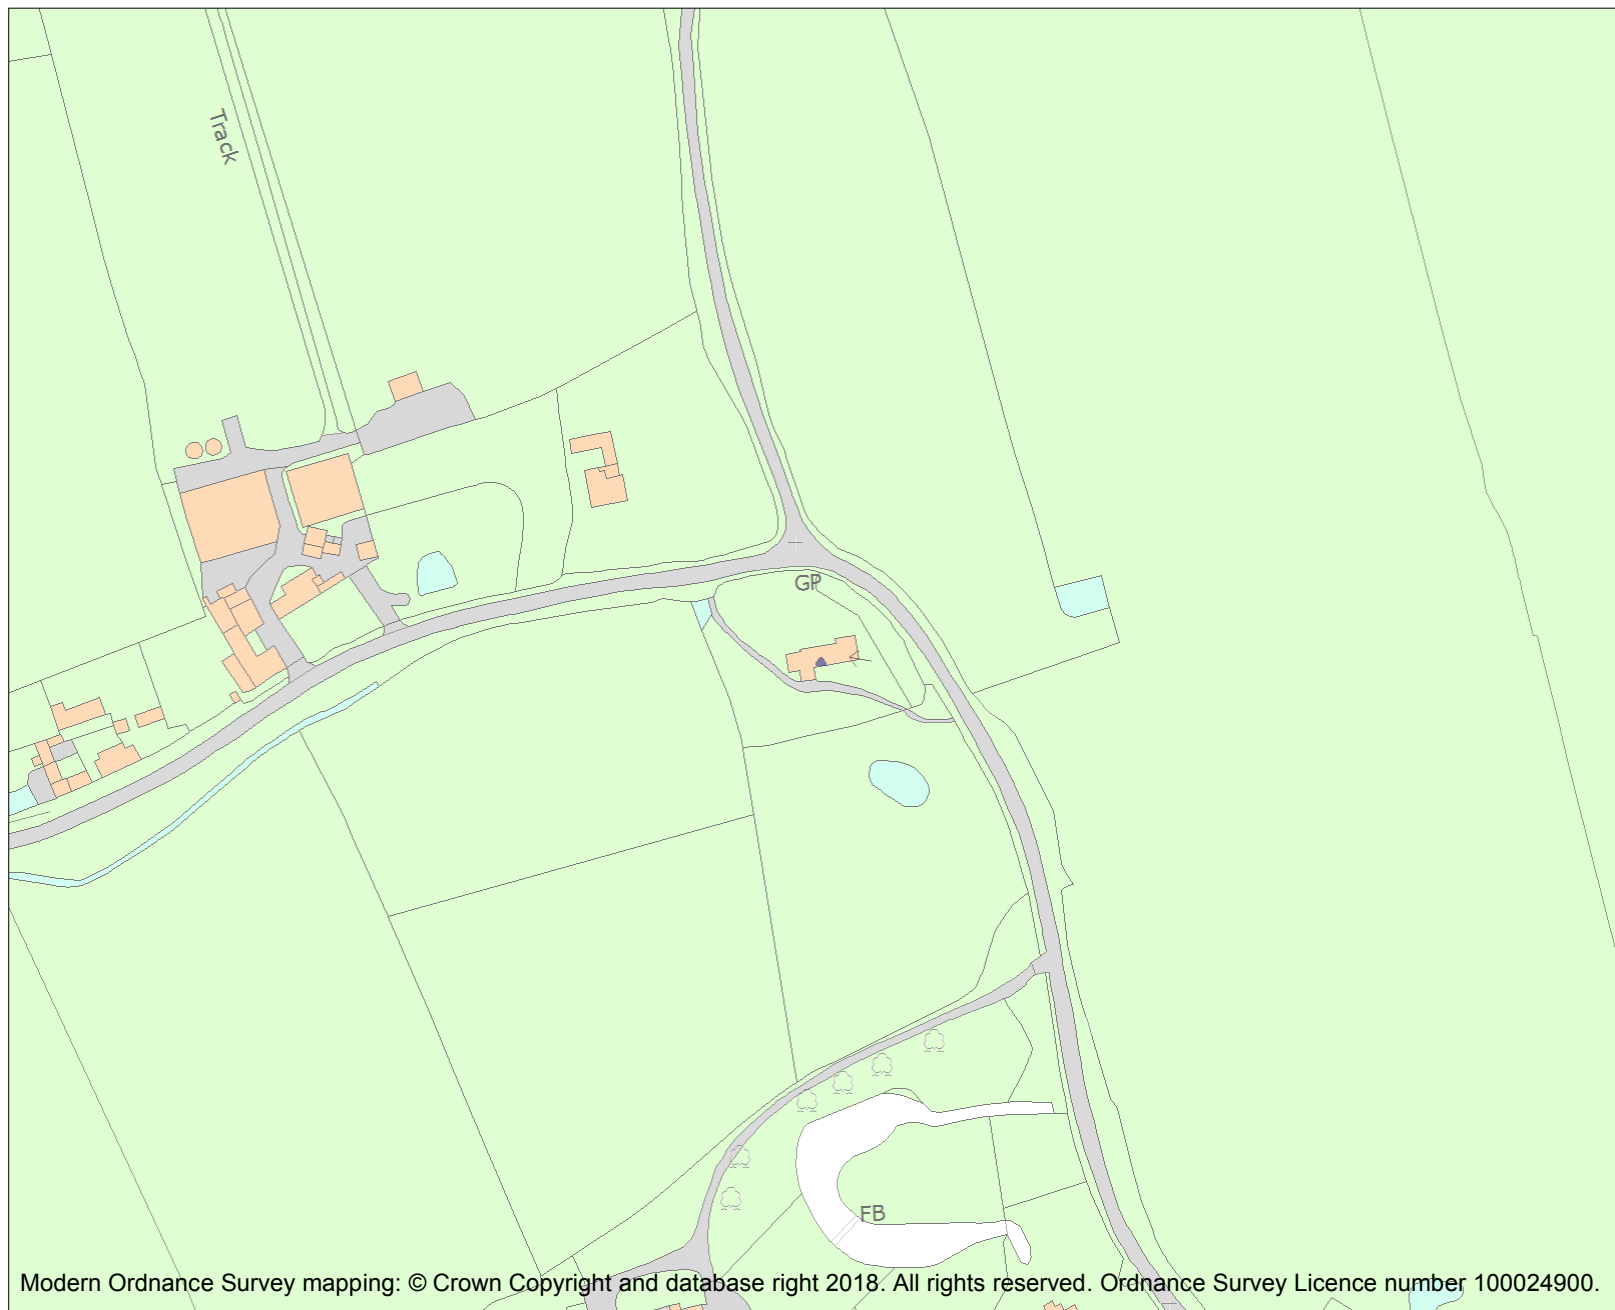 Track
GP
FB
Modern Ordnance Survey mapping: © Crown Copyright and database right 2018. All rights reserved. Ordnance Survey Licence number 100024900.